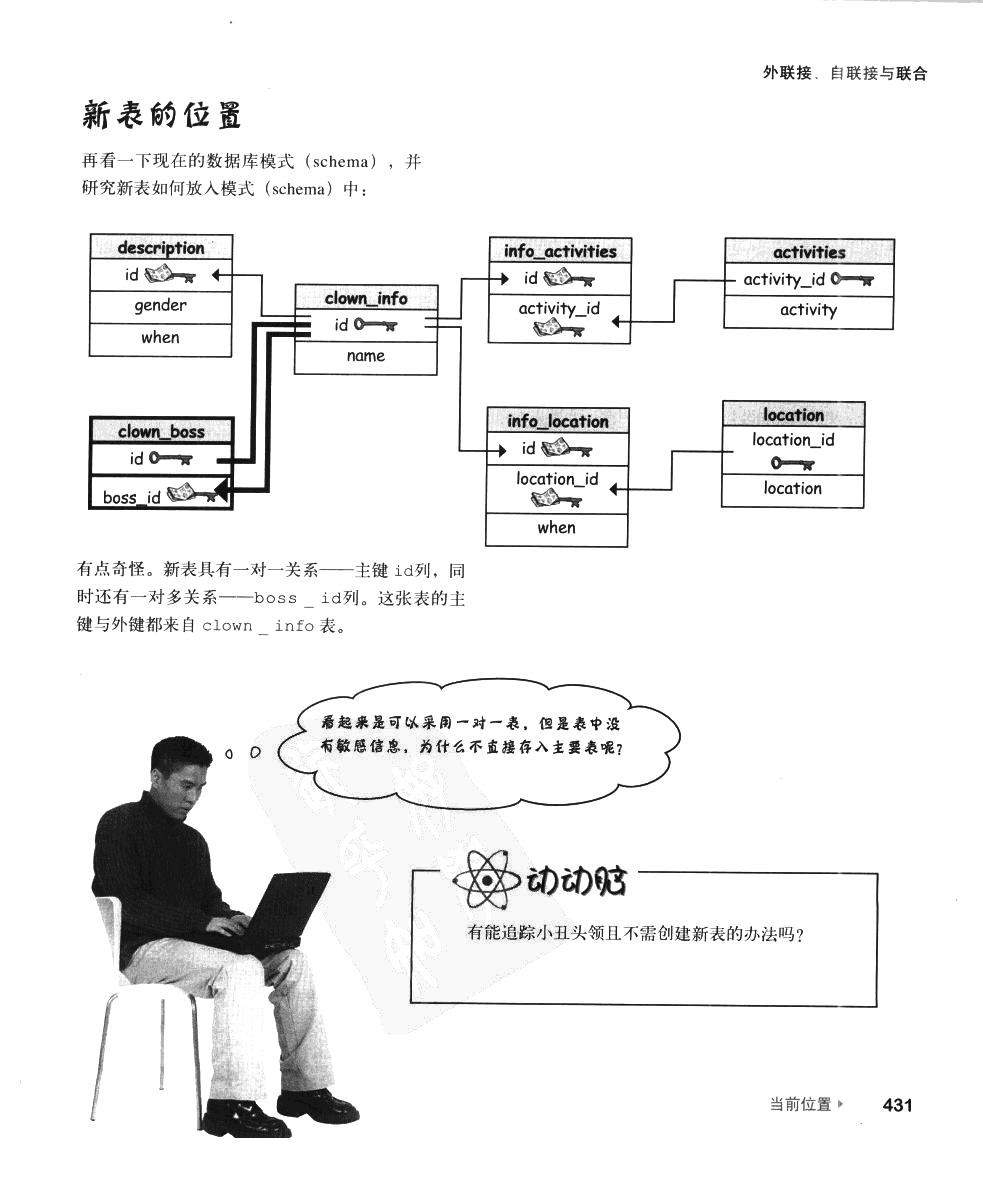 外联接、自联接与联合
新表的位置
再看一下现在的数据库模式（schema），并
研究新表如何放入模式（schema）中：
description
id
gender
when
clown_info
id
name
info_activities
id
activity_id
activities
activity_id
activity
clown_boss
id
boss_id
info_location
id
location_id
when
location
location_id
location
有点奇怪。新表具有一对一关系——主键 id列，同
时还有一对多关系——boss _ id列。这张表的主
键与外键都来自 clown _ info 表。
看起来是可以采用一对一表，但是表中没
有敏感信息，为什么不直接存入主要表呢？
动动脑
有能追踪小丑头领且不需创建新表的办法吗？
当前位置 ▸ 431